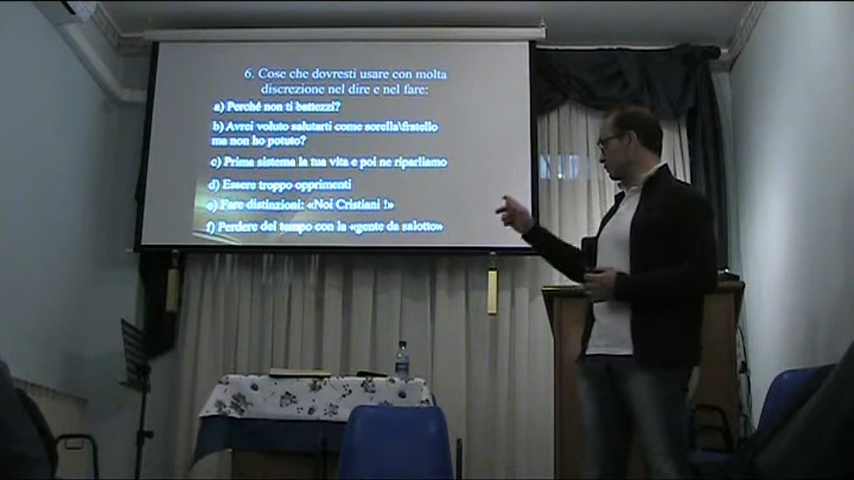 6. Cose che dovresti usare con molta
discrezione nel dire e nel fare:
a) Perché non ti battezzi?
b) Avrei voluto salutarti come sorella\fratello
ma non ho potuto?
c) Prima sistema la tua vita e poi ne riparliamo
d) Essere troppo opprimenti
e) Fare distinzioni: «Noi Cristiani !»
f) Perdere del tempo con la «gente da salotto»